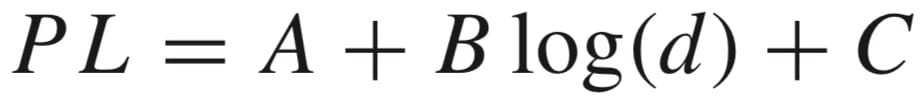 PL = A + B log(d) + C